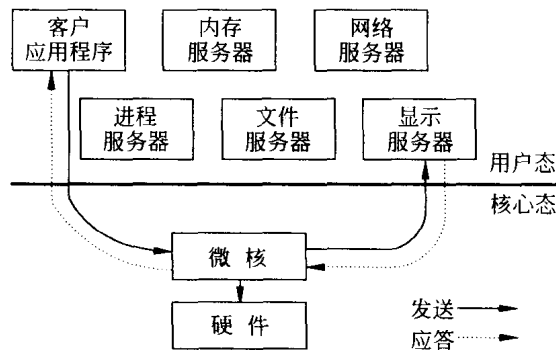 客户
应用程序
内存
服务器
网络
服务器
进程
服务器
文件
服务器
显示
服务器
用户态
核心态
微 核
硬 件
发送
应答